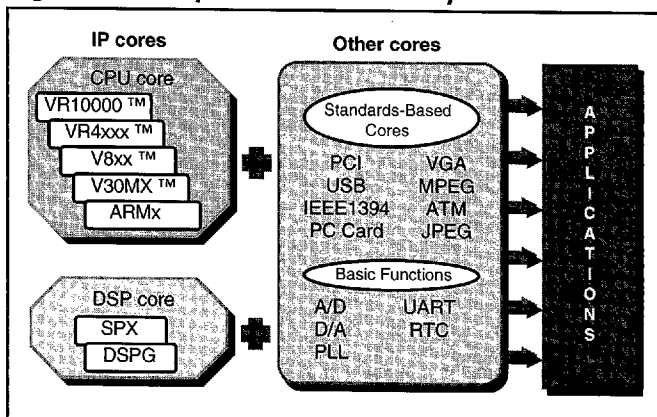 IP cores
CPU core
VR10000 ™
VR4xxx ™
V8xx ™
V30MX ™
ARMx
DSP core
SPX
DSPG
Other cores
Standards-Based
Cores
PCI VGA
USB MPEG
IEEE1394 ATM
PC Card JPEG
Basic Functions
A/D UART
D/A RTC
PLL
APPLICATIONS